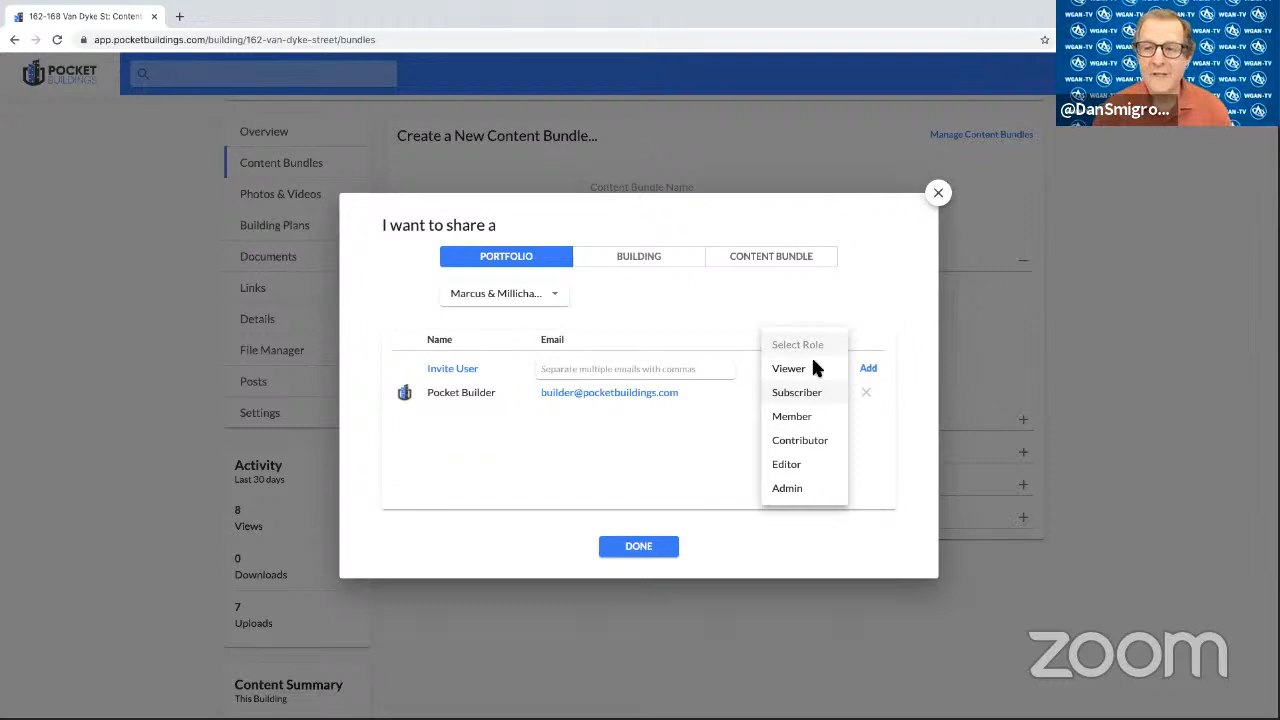 162-168 Van Dyke St: Content
app.pocketbuildings.com/building/162-van-dyke-street/bundles
POCKET
BUILDINGS
WGAN-TV
@DanSmigro...
Overview
Content Bundles
Photos & Videos
Building Plans
Documents
Links
Details
File Manager
Posts
Settings
Activity
Last 30 days
8
Views
0
Downloads
7
Uploads
Content Summary
This Building
Create a New Content Bundle...
Manage Content Bundles
Content Bundle Name
I want to share a
PORTFOLIO
BUILDING
CONTENT BUNDLE
Marcus & Millicha...
Name
Email
Select Role
Invite User
Separate multiple emails with commas
Viewer
Add
Pocket Builder
builder@pocketbuildings.com
Subscriber
Member
Contributor
Editor
Admin
DONE
zoom